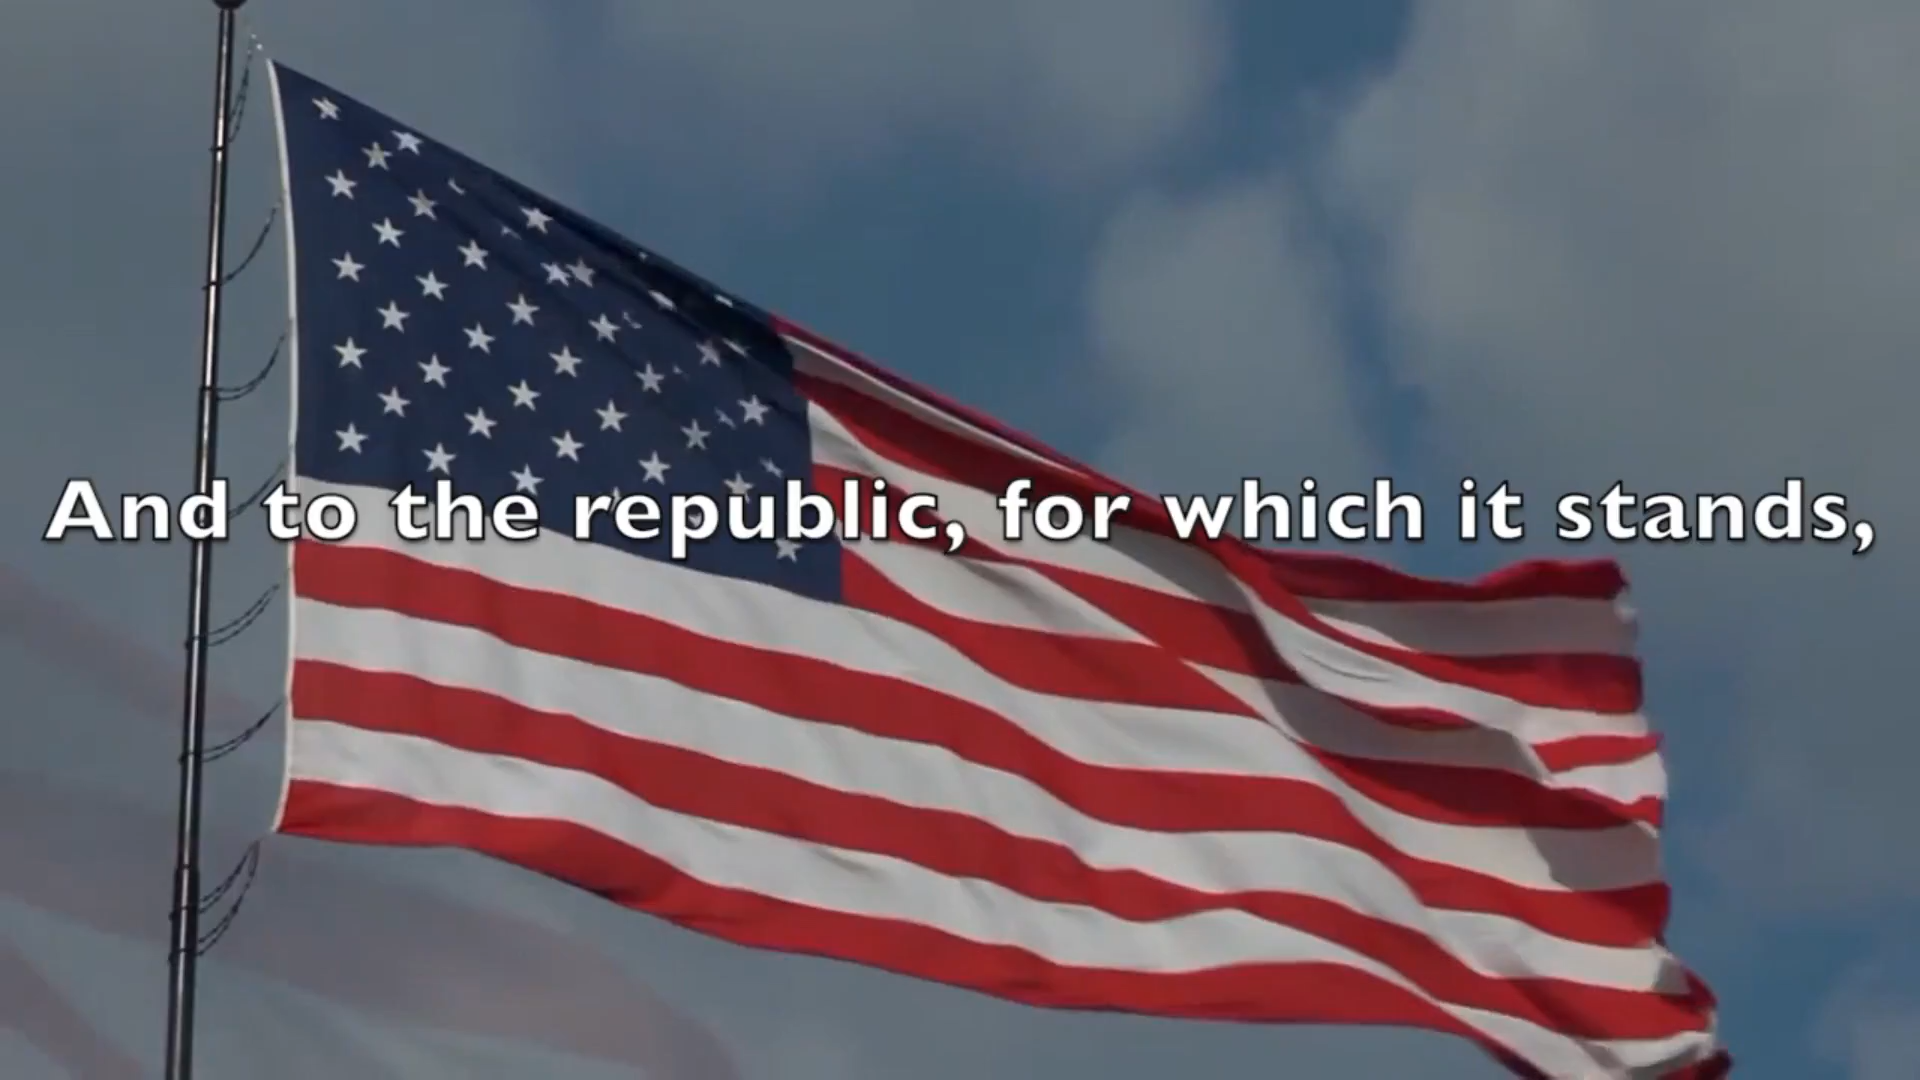 And to the republic, for which it stands,